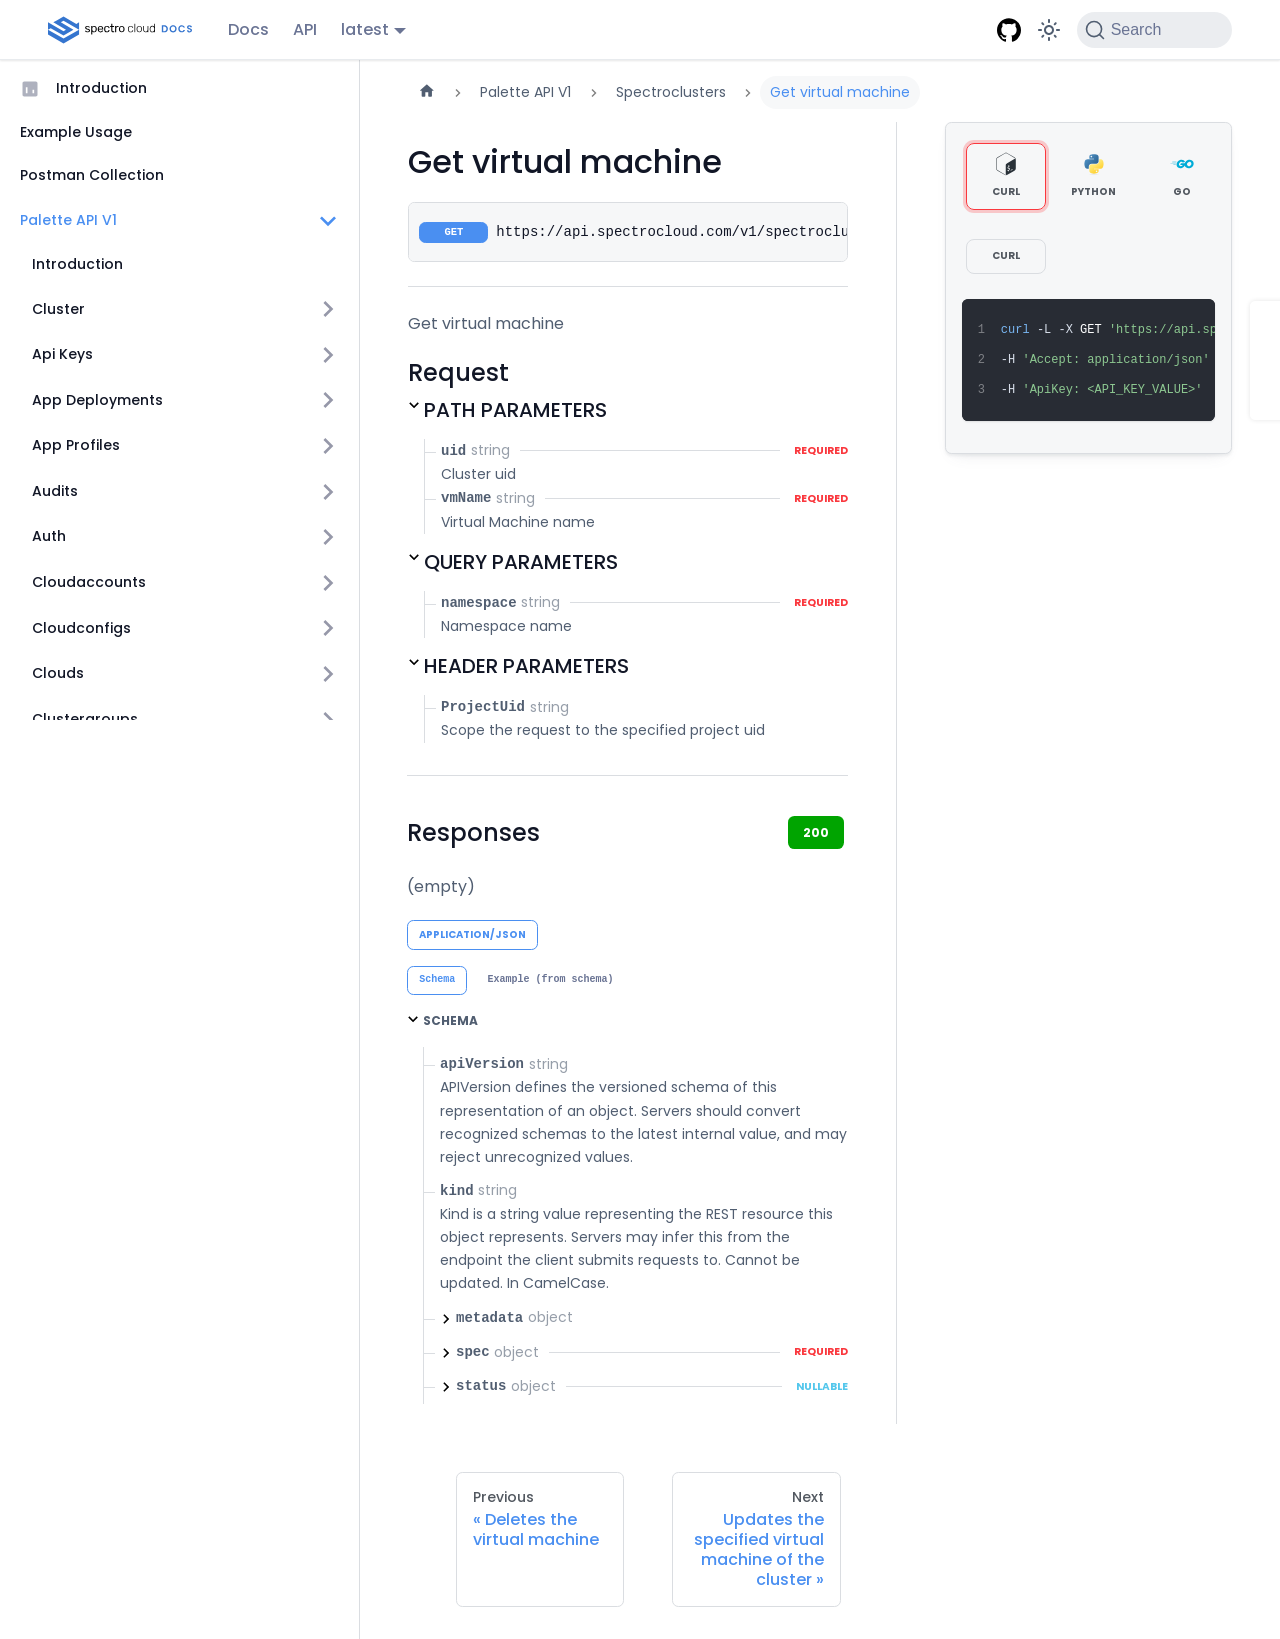 spectro cloud DOCS Docs API latest Search
Introduction
Example Usage
Postman Collection
Palette API V1
Introduction
Cluster
Api Keys
App Deployments
App Profiles
Audits
Auth
Cloudaccounts
Cloudconfigs
Clouds
Clustergroups
Palette API V1 Spectroclusters Get virtual machine
Get virtual machine
GET https://api.spectrocloud.com/v1/spectroclu
Get virtual machine
Request
PATH PARAMETERS
uid string REQUIRED
Cluster uid
vmName string REQUIRED
Virtual Machine name
QUERY PARAMETERS
namespace string REQUIRED
Namespace name
HEADER PARAMETERS
ProjectUid string
Scope the request to the specified project uid
Responses 200
(empty)
APPLICATION/JSON
Schema Example (from schema)
SCHEMA
apiVersion string
APIVersion defines the versioned schema of this
representation of an object. Servers should convert
recognized schemas to the latest internal value, and may
reject unrecognized values.
kind string
Kind is a string value representing the REST resource this
object represents. Servers may infer this from the
endpoint the client submits requests to. Cannot be
updated. In CamelCase.
metadata object
spec object REQUIRED
status object NULLABLE
CURL PYTHON GO
CURL
1 curl -L -X GET 'https://api.sp
2 -H 'Accept: application/json'
3 -H 'ApiKey: <API_KEY_VALUE>'
Previous
« Deletes the
virtual machine
Next
Updates the
specified virtual
machine of the
cluster »